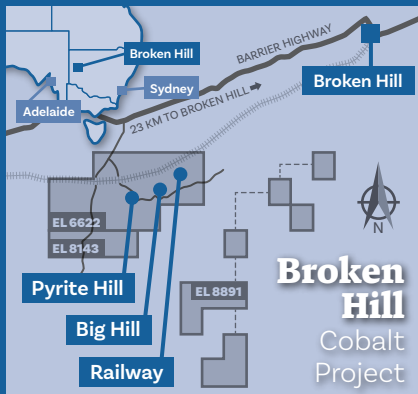 Broken Hill
Sydney
Adelaide
BARRIER HIGHWAY
Broken Hill
23 KM TO BROKEN HILL
N
EL 6622
EL 8143
EL 8891
Pyrite Hill
Big Hill
Railway
Broken
Hill
Cobalt
Project